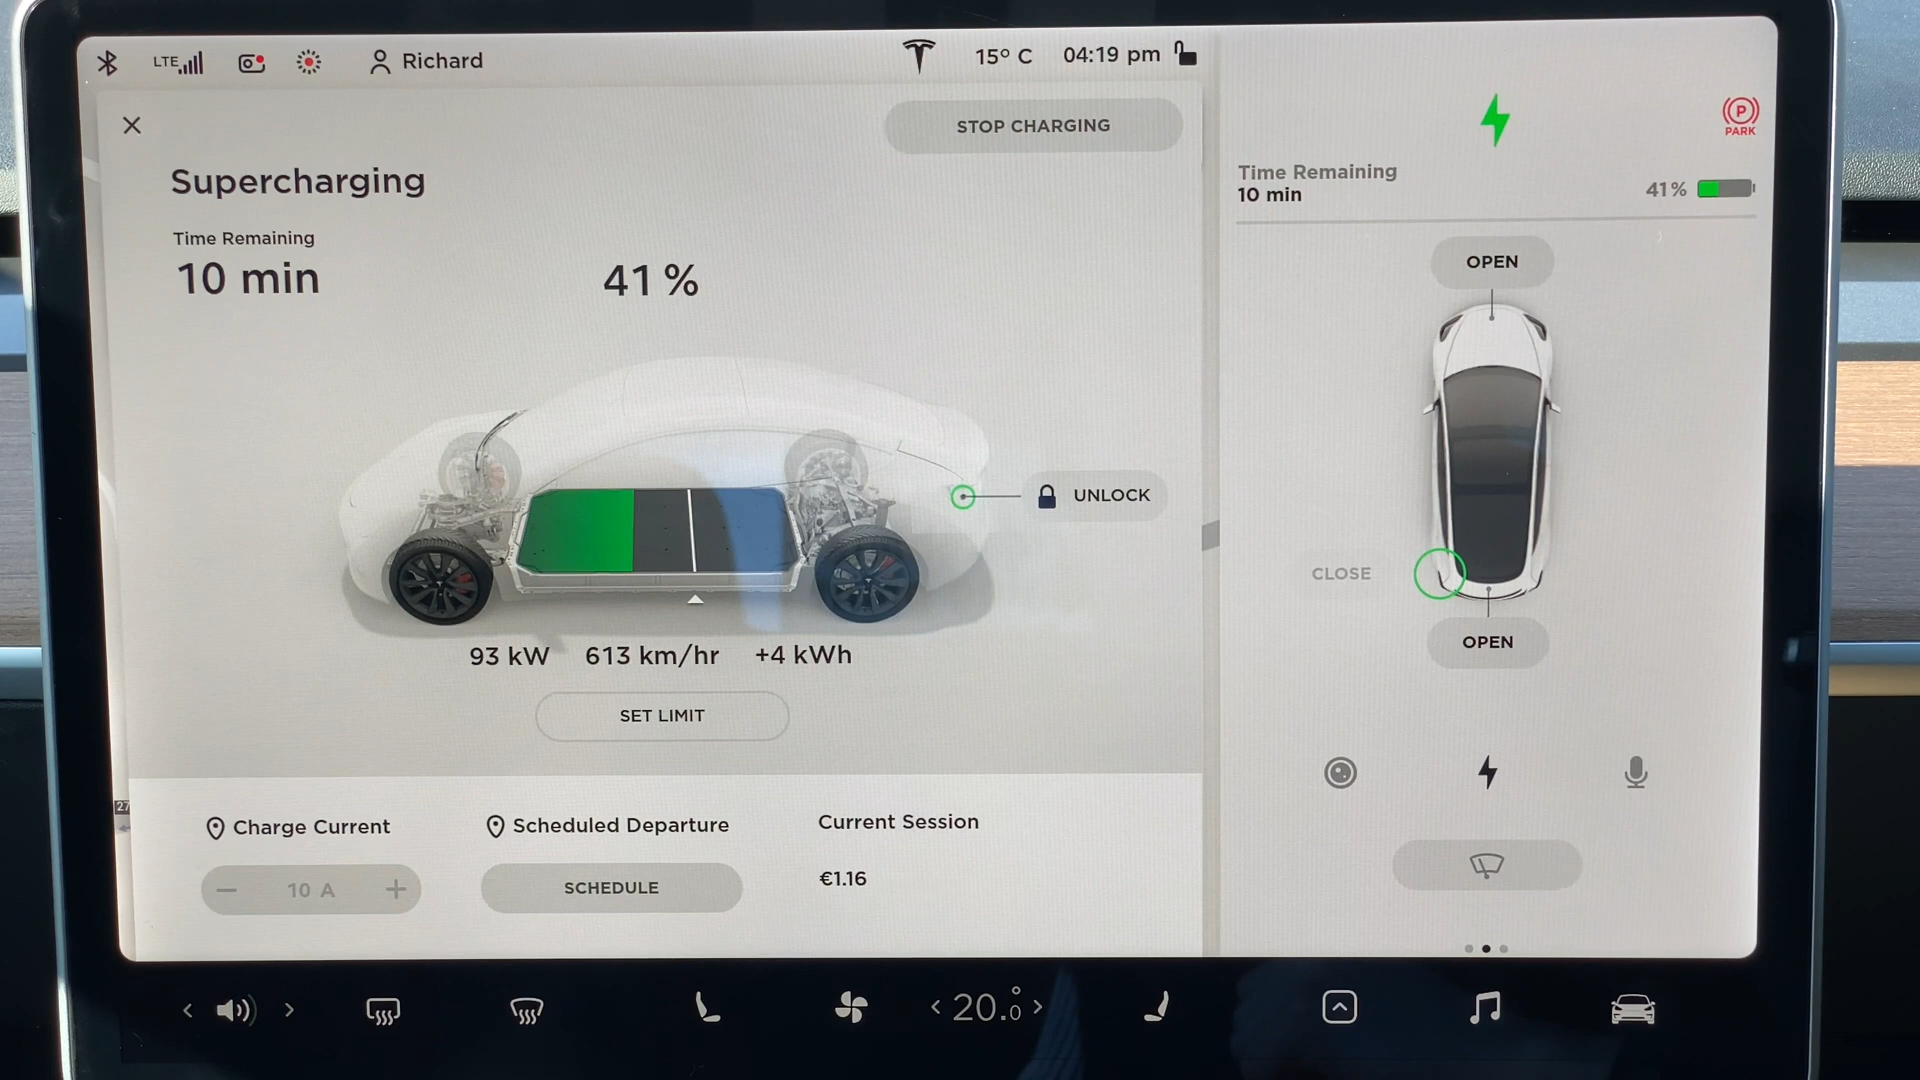 LTE
Richard
15° C
04:19 pm
STOP CHARGING
Supercharging
Time Remaining
10 min
41 %
UNLOCK
93 kW 613 km/hr +4 kWh
SET LIMIT
Charge Current
10 A
Scheduled Departure
SCHEDULE
Current Session
€1.16
P
PARK
Time Remaining
10 min
41 %
OPEN
CLOSE
OPEN
27
< > < 20.0° >